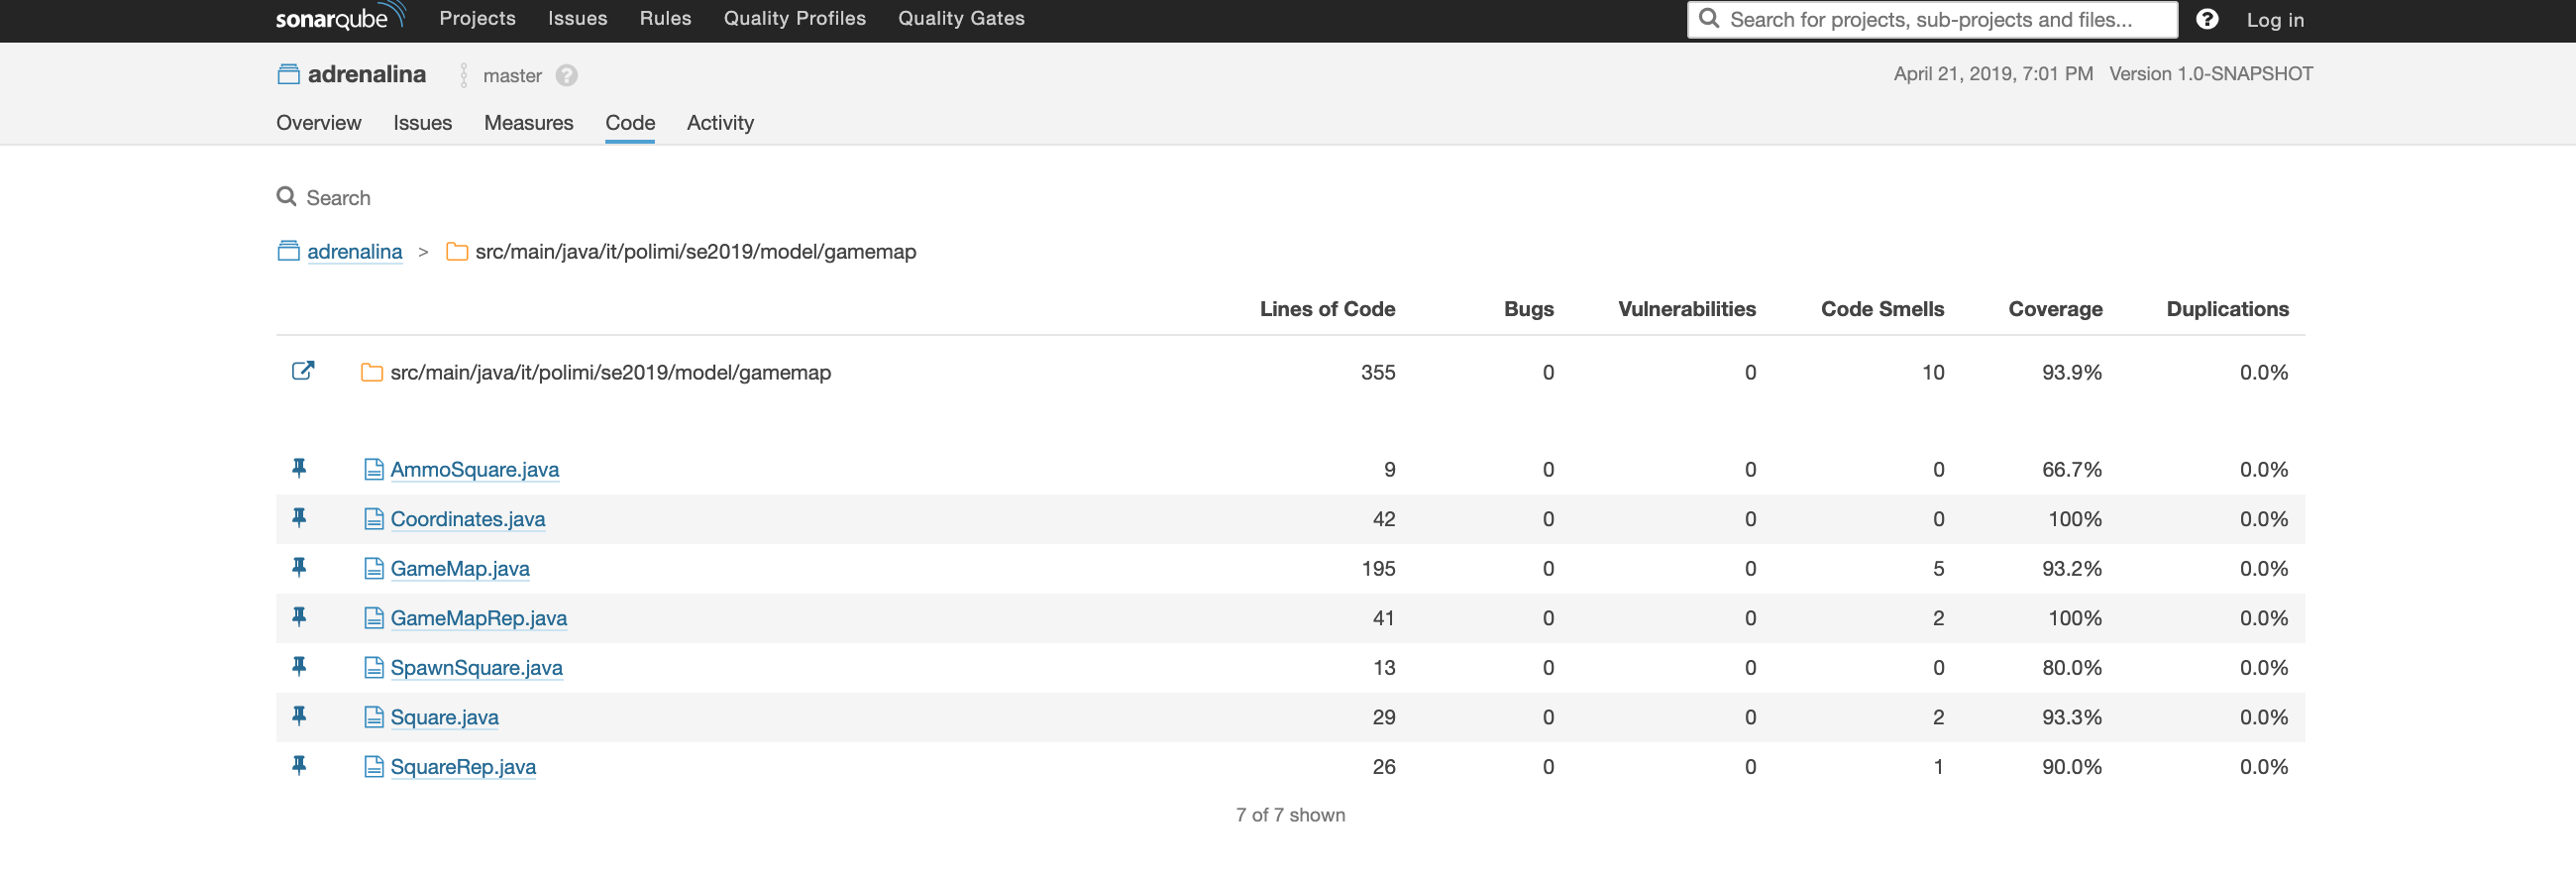 sonarqube Projects Issues Rules Quality Profiles Quality Gates Search for projects, sub-projects and files... ? Log in
adrenalina master ? April 21, 2019, 7:01 PM Version 1.0-SNAPSHOT
Overview Issues Measures Code Activity
Search
adrenalina > src/main/java/it/polimi/se2019/model/gamemap
Lines of Code Bugs Vulnerabilities Code Smells Coverage Duplications
src/main/java/it/polimi/se2019/model/gamemap 355 0 0 10 93.9% 0.0%
AmmoSquare.java 9 0 0 0 66.7% 0.0%
Coordinates.java 42 0 0 0 100% 0.0%
GameMap.java 195 0 0 5 93.2% 0.0%
GameMapRep.java 41 0 0 2 100% 0.0%
SpawnSquare.java 13 0 0 0 80.0% 0.0%
Square.java 29 0 0 2 93.3% 0.0%
SquareRep.java 26 0 0 1 90.0% 0.0%
7 of 7 shown